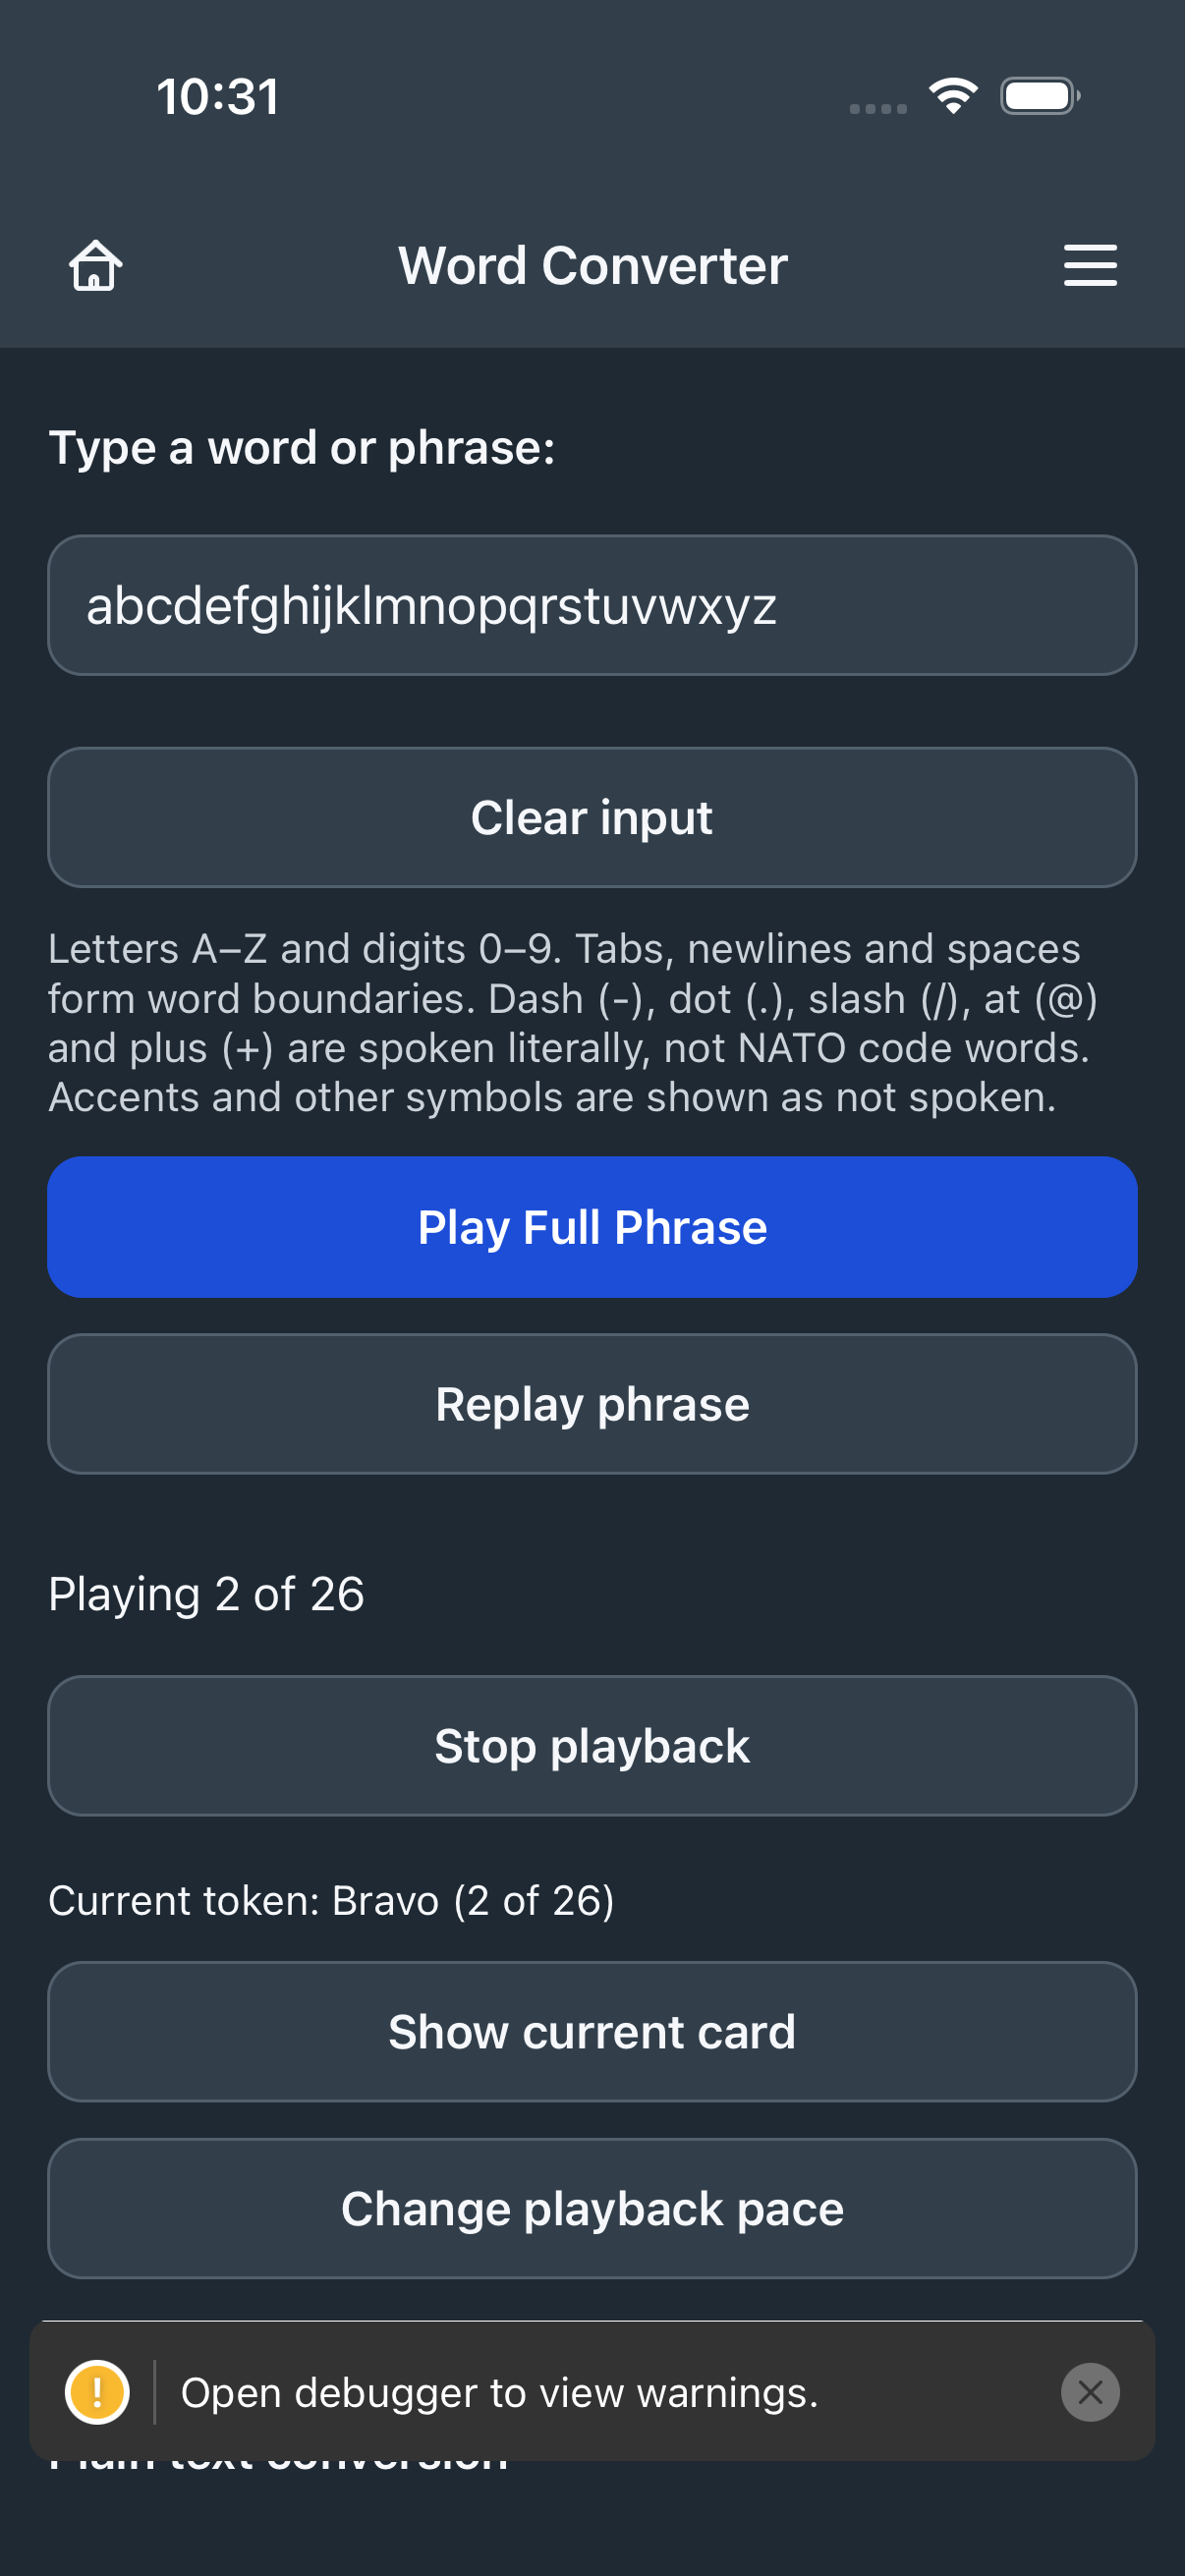 10:31
Word Converter
Type a word or phrase:
abcdefghijklmnopqrstuvwxyz
Clear input
Letters A–Z and digits 0–9. Tabs, newlines and spaces
form word boundaries. Dash (-), dot (.), slash (/), at (@)
and plus (+) are spoken literally, not NATO code words.
Accents and other symbols are shown as not spoken.
Play Full Phrase
Replay phrase
Playing 2 of 26
Stop playback
Current token: Bravo (2 of 26)
Show current card
Change playback pace
Open debugger to view warnings.
Plain text conversion